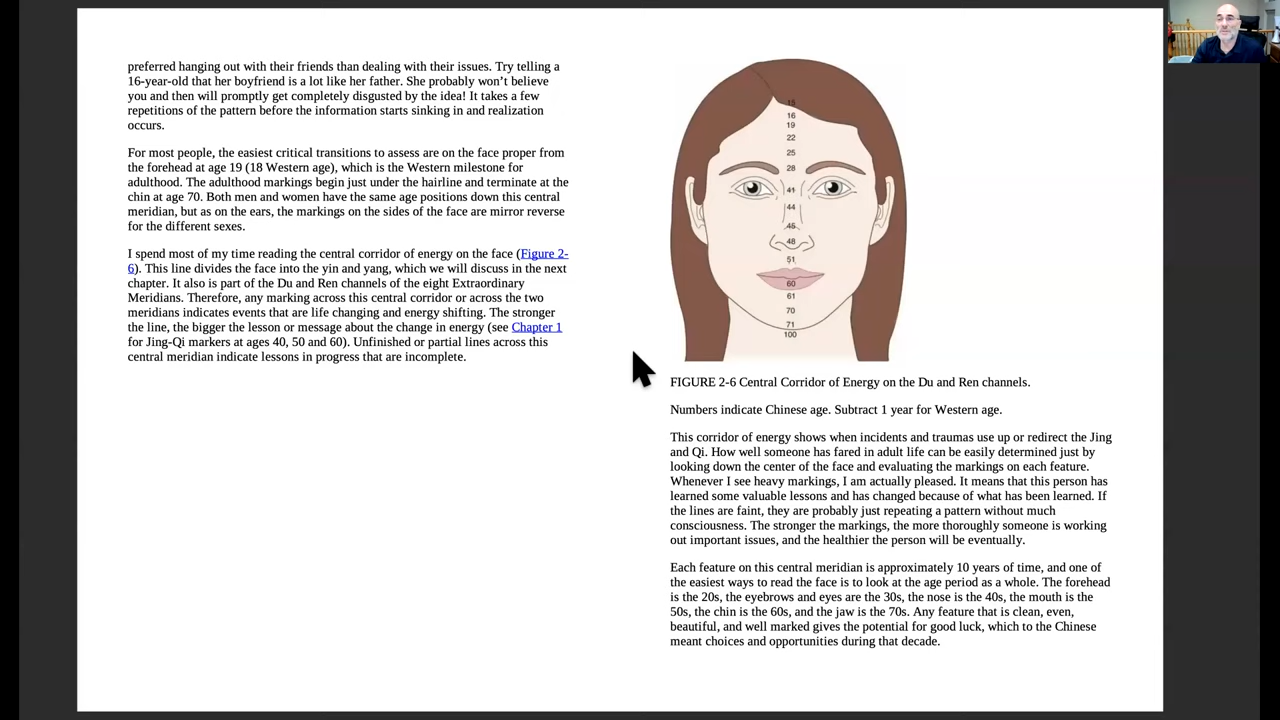 preferred hanging out with their friends than dealing with their issues. Try telling a
16-year-old that her boyfriend is a lot like her father. She probably won’t believe
you and then will promptly get completely disgusted by the idea! It takes a few
repetitions of the pattern before the information starts sinking in and realization
occurs.
For most people, the easiest critical transitions to assess are on the face proper from
the forehead at age 19 (18 Western age), which is the Western milestone for
adulthood. The adulthood markings begin just under the hairline and terminate at the
chin at age 70. Both men and women have the same age positions down this central
meridian, but as on the ears, the markings on the sides of the face are mirror reverse
for the different sexes.
I spend most of my time reading the central corridor of energy on the face (Figure 2-
6). This line divides the face into the yin and yang, which we will discuss in the next
chapter. It also is part of the Du and Ren channels of the eight Extraordinary
Meridians. Therefore, any marking across this central corridor or across the two
meridians indicates events that are life changing and energy shifting. The stronger
the line, the bigger the lesson or message about the change in energy (see Chapter 1
for Jing-Qi markers at ages 40, 50 and 60). Unfinished or partial lines across this
central meridian indicate lessons in progress that are incomplete.
15
16
19
22
25
28
41
44
45
48
51
60
61
70
71
100
FIGURE 2-6 Central Corridor of Energy on the Du and Ren channels.
Numbers indicate Chinese age. Subtract 1 year for Western age.
This corridor of energy shows when incidents and traumas use up or redirect the Jing
and Qi. How well someone has fared in adult life can be easily determined just by
looking down the center of the face and evaluating the markings on each feature.
Whenever I see heavy markings, I am actually pleased. It means that this person has
learned some valuable lessons and has changed because of what has been learned. If
the lines are faint, they are probably just repeating a pattern without much
consciousness. The stronger the markings, the more thoroughly someone is working
out important issues, and the healthier the person will be eventually.
Each feature on this central meridian is approximately 10 years of time, and one of
the easiest ways to read the face is to look at the age period as a whole. The forehead
is the 20s, the eyebrows and eyes are the 30s, the nose is the 40s, the mouth is the
50s, the chin is the 60s, and the jaw is the 70s. Any feature that is clean, even,
beautiful, and well marked gives the potential for good luck, which to the Chinese
meant choices and opportunities during that decade.